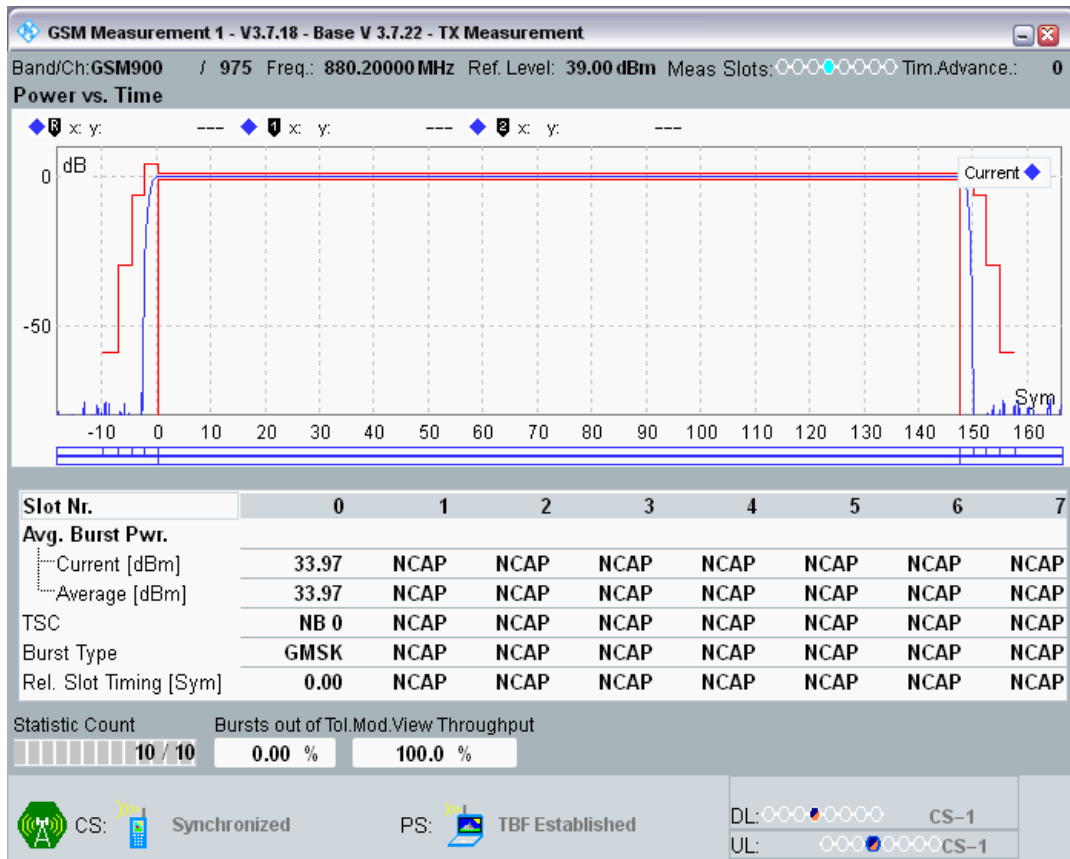 GSM Measurement 1 - V3.7.18 - Base V 3.7.22 - TX Measurement
Band/Ch:GSM900 / 975 Freq.: 880.20000 MHz Ref. Level: 39.00 dBm Meas Slots: Tim.Advance.: 0
Power vs. Time
R x: y: --- 1 x: y: --- 2 x: y: ---
dB
Current
0
-50
Sym
-10 0 10 20 30 40 50 60 70 80 90 100 110 120 130 140 150 160
Slot Nr. 0 1 2 3 4 5 6 7
Avg. Burst Pwr.
Current [dBm] 33.97 NCAP NCAP NCAP NCAP NCAP NCAP NCAP
Average [dBm] 33.97 NCAP NCAP NCAP NCAP NCAP NCAP NCAP
TSC NB 0 NCAP NCAP NCAP NCAP NCAP NCAP NCAP
Burst Type GMSK NCAP NCAP NCAP NCAP NCAP NCAP NCAP
Rel. Slot Timing [Sym] 0.00 NCAP NCAP NCAP NCAP NCAP NCAP NCAP
Statistic Count Bursts out of Tol.Mod.View Throughput
10 / 10 0.00 % 100.0 %
CS: Synchronized PS: TBF Established DL: CS-1
UL: CS-1